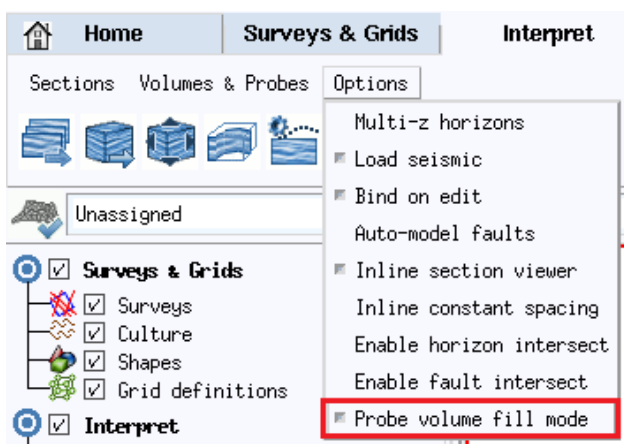 Home Surveys & Grids Interpret
Sections Volumes & Probes Options
Multi-z horizons
Load seismic
Bind on edit
Auto-model faults
Inline section viewer
Inline constant spacing
Enable horizon intersect
Enable fault intersect
Probe volume fill mode
Unassigned
Surveys & Grids
Surveys
Culture
Shapes
Grid definitions
Interpret